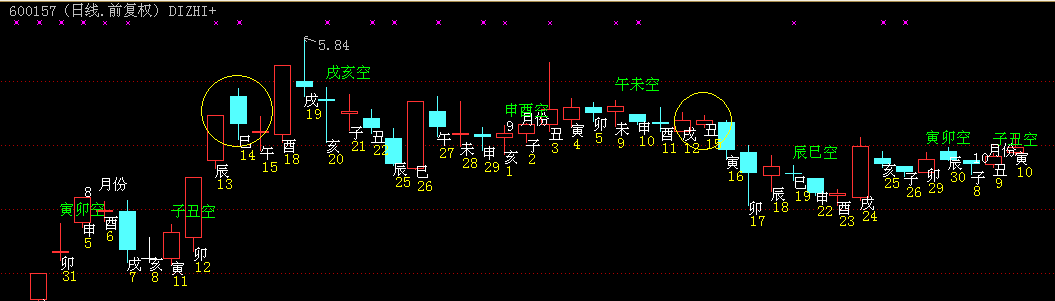 600157 (日线.前复权) DIZHI+
5.84
戌亥空
午未空
申酉空
寅卯空
子丑空
辰巳空
寅卯空
子丑空
8 月份
9 月份
10 月份
卯
31
申
5
酉
6
戌
7
亥
8
寅
11
卯
12
辰
13
巳
14
午
15
酉
18
戌
19
亥
20
子
21
丑
22
辰
25
巳
26
午
27
未
28
申
29
亥
1
子
2
丑
3
寅
4
卯
5
未
9
申
10
酉
11
戌
12
丑
15
寅
16
卯
17
辰
18
巳
19
申
22
酉
23
戌
24
亥
25
子
26
卯
29
辰
30
子
8
丑
9
寅
10